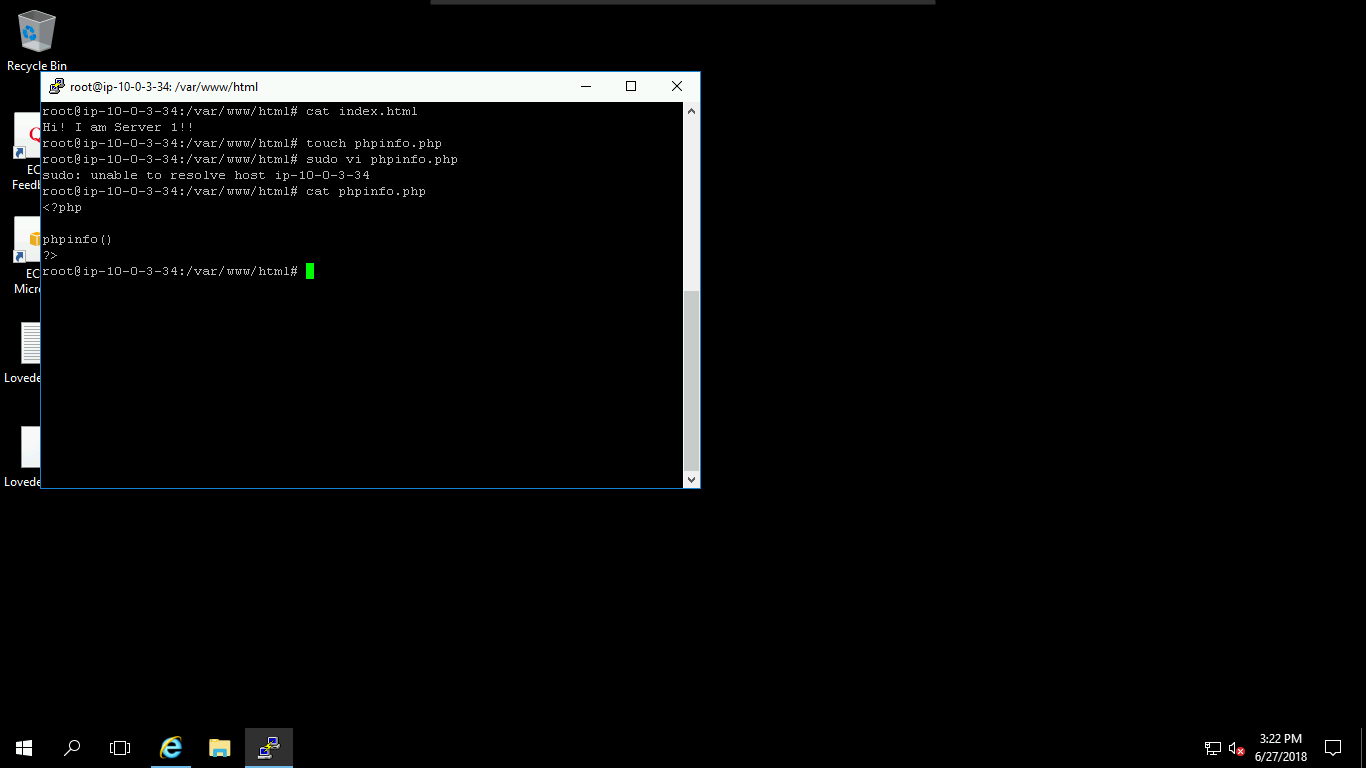 Recycle Bin
root@ip-10-0-3-34: /var/www/html
root@ip-10-0-3-34:/var/www/html# cat index.html
Hi! I am Server 1!!
root@ip-10-0-3-34:/var/www/html# touch phpinfo.php
root@ip-10-0-3-34:/var/www/html# sudo vi phpinfo.php
sudo: unable to resolve host ip-10-0-3-34
root@ip-10-0-3-34:/var/www/html# cat phpinfo.php
<?php
phpinfo()
?>
root@ip-10-0-3-34:/var/www/html#
EC
Feedb
EC
Micro
Lovede
Lovede
3:22 PM
6/27/2018